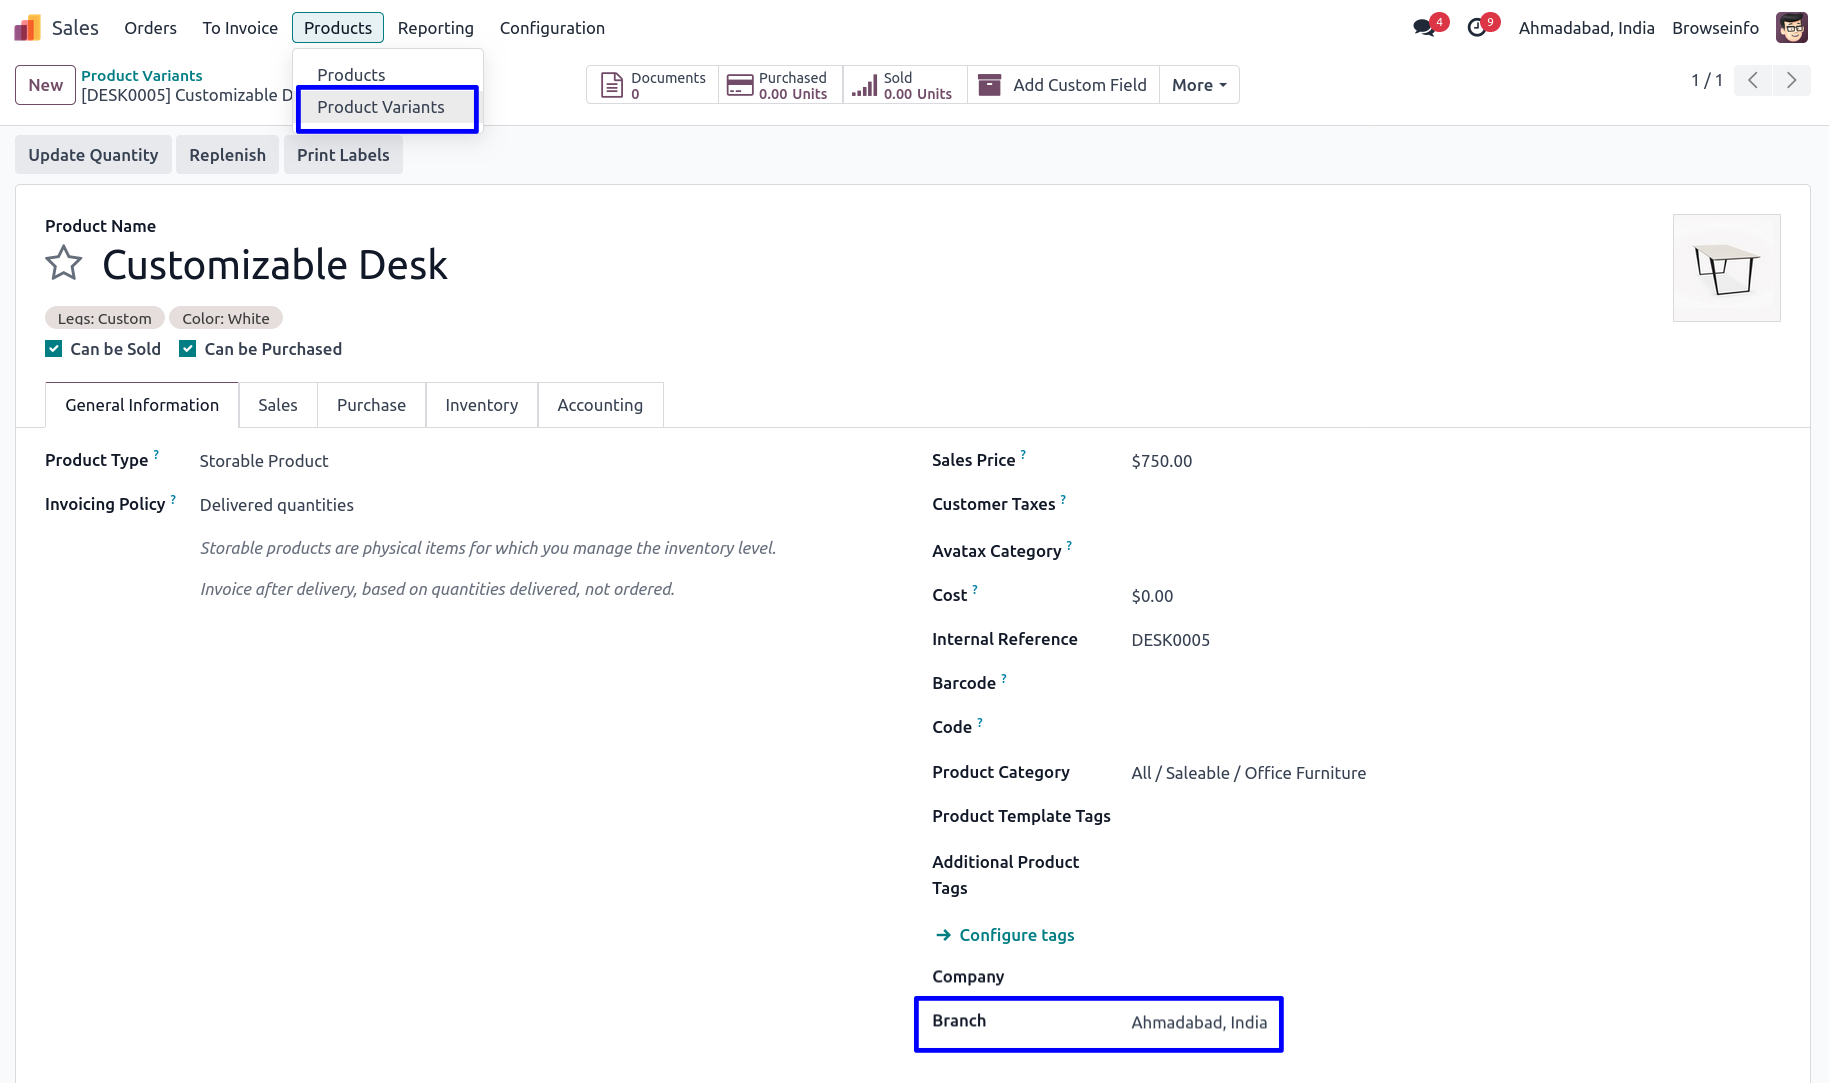 Sales Orders To Invoice Products Reporting Configuration 4 9 Ahmadabad, India Browseinfo
Products
Product Variants
New
Product Variants
[DESK0005] Customizable D
Documents
0
Purchased
0.00 Units
Sold
0.00 Units
Add Custom Field
More
1 / 1
Update Quantity Replenish Print Labels
Product Name
Customizable Desk
Legs: Custom Color: White
Can be Sold Can be Purchased
General Information Sales Purchase Inventory Accounting
Product Type ? Storable Product
Invoicing Policy ? Delivered quantities
Storable products are physical items for which you manage the inventory level.
Invoice after delivery, based on quantities delivered, not ordered.
Sales Price ? $750.00
Customer Taxes ?
Avatax Category ?
Cost ? $0.00
Internal Reference DESK0005
Barcode ?
Code ?
Product Category All / Saleable / Office Furniture
Product Template Tags
Additional Product
Tags
Configure tags
Company
Branch Ahmadabad, India